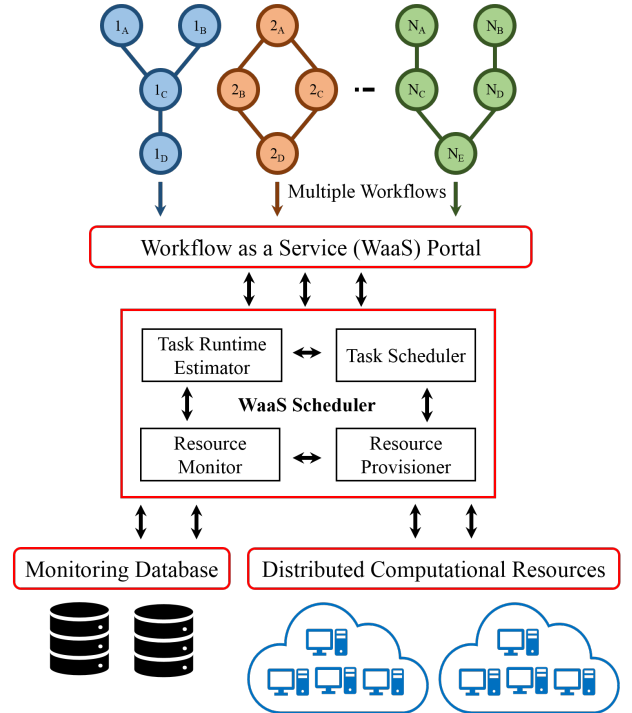 1A 1B 2A NA NB
1C 2B 2C NC ND
1D 2D NE
Multiple Workflows
Workflow as a Service (WaaS) Portal
Task Runtime
Estimator
Task Scheduler
WaaS Scheduler
Resource
Monitor
Resource
Provisioner
Monitoring Database
Distributed Computational Resources